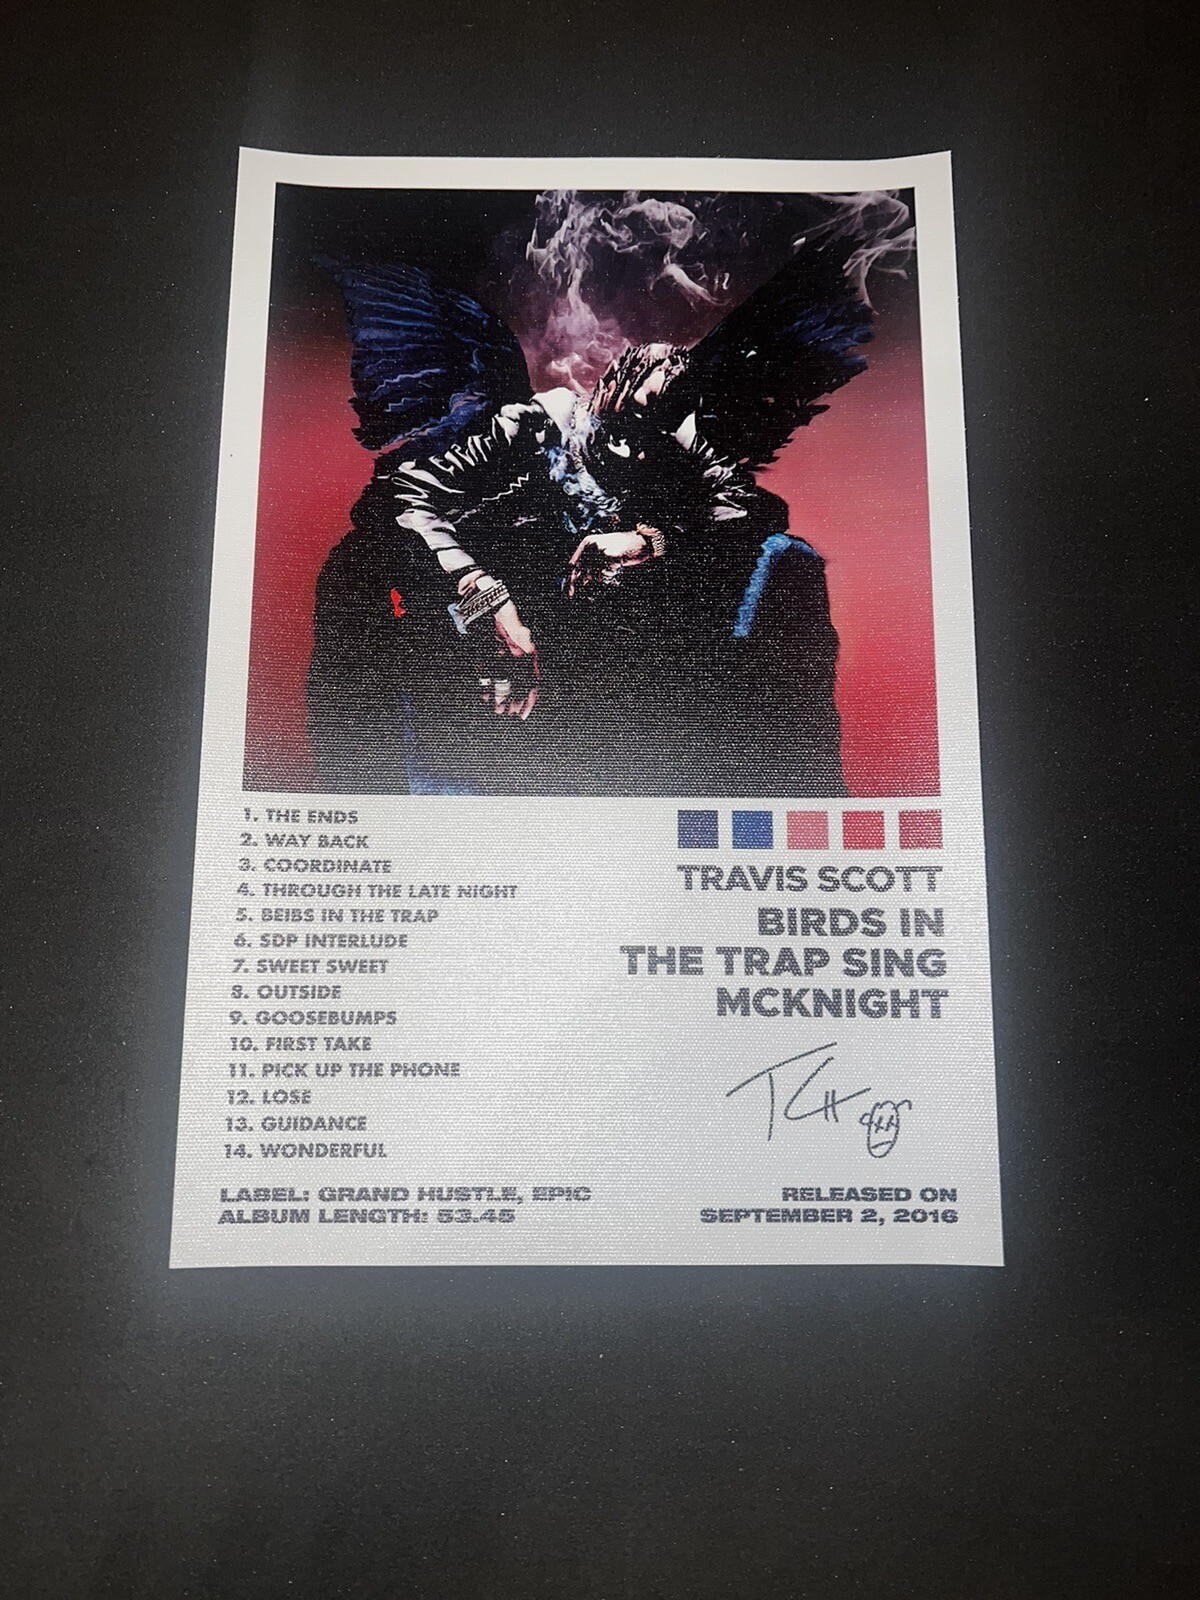 1. THE ENDS
2. WAY BACK
3. COORDINATE
4. THROUGH THE LATE NIGHT
5. BEIBS IN THE TRAP
6. SDP INTERLUDE
7. SWEET SWEET
8. OUTSIDE
9. GOOSEBUMPS
10. FIRST TAKE
11. PICK UP THE PHONE
12. LOSE
13. GUIDANCE
14. WONDERFUL
TRAVIS SCOTT
BIRDS IN
THE TRAP SING
MCKNIGHT
LABEL: GRAND HUSTLE, EPIC
ALBUM LENGTH: 53.45
RELEASED ON
SEPTEMBER 2, 2016